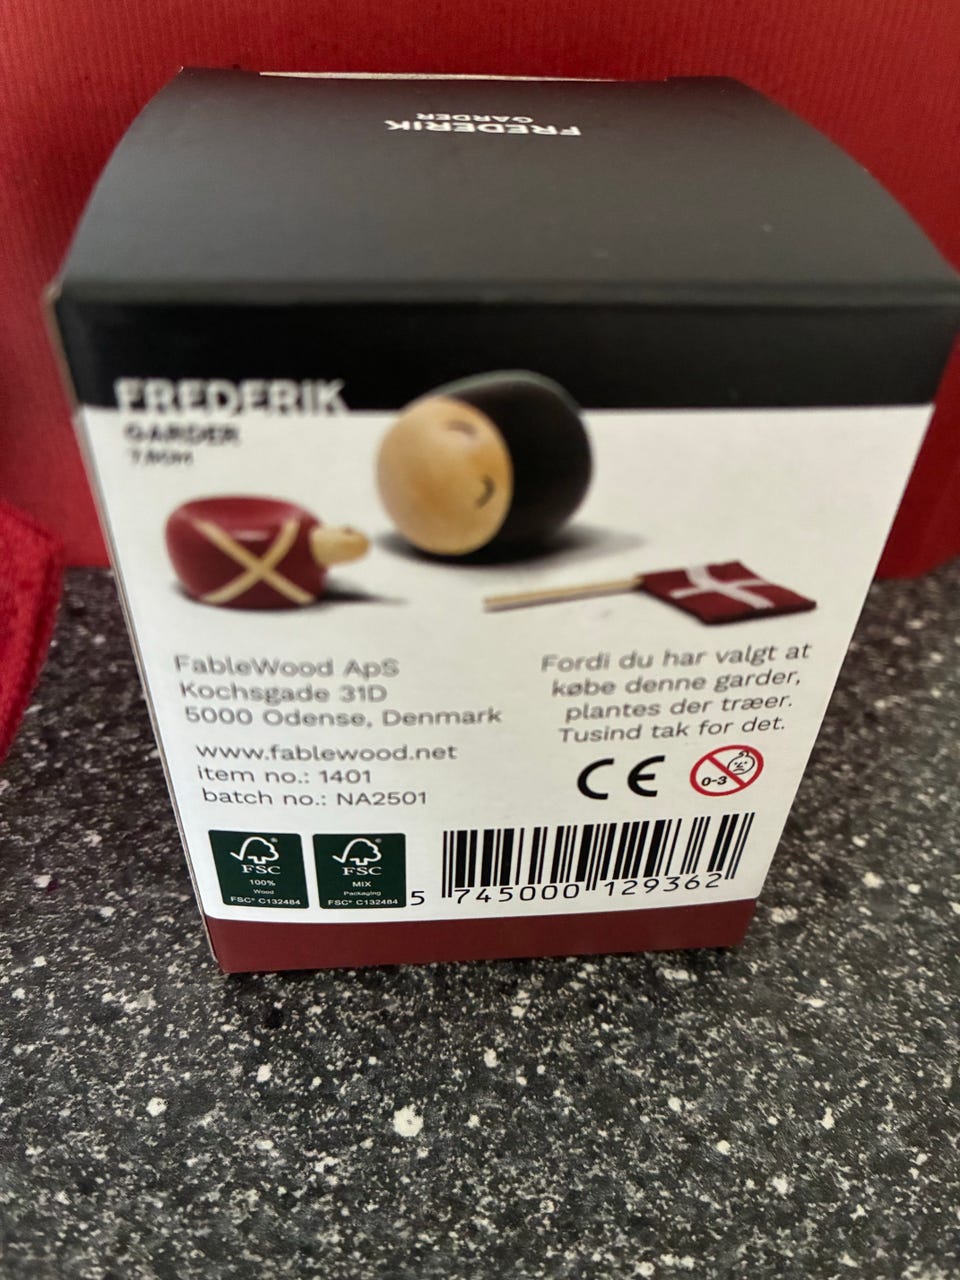 FREDERIK
GARDER
FREDERIK
GARDER
FableWood ApS
Kochsgade 31D
5000 Odense, Denmark
www.fablewood.net
item no.: 1401
batch no.: NA2501
Fordi du har valgt at
købe denne garder,
plantes der træer.
Tusind tak for det.
CE
0-3
FSC
100%
Wood
FSC® C132484
FSC
MIX
Packaging
FSC® C132484
5 745000 129362